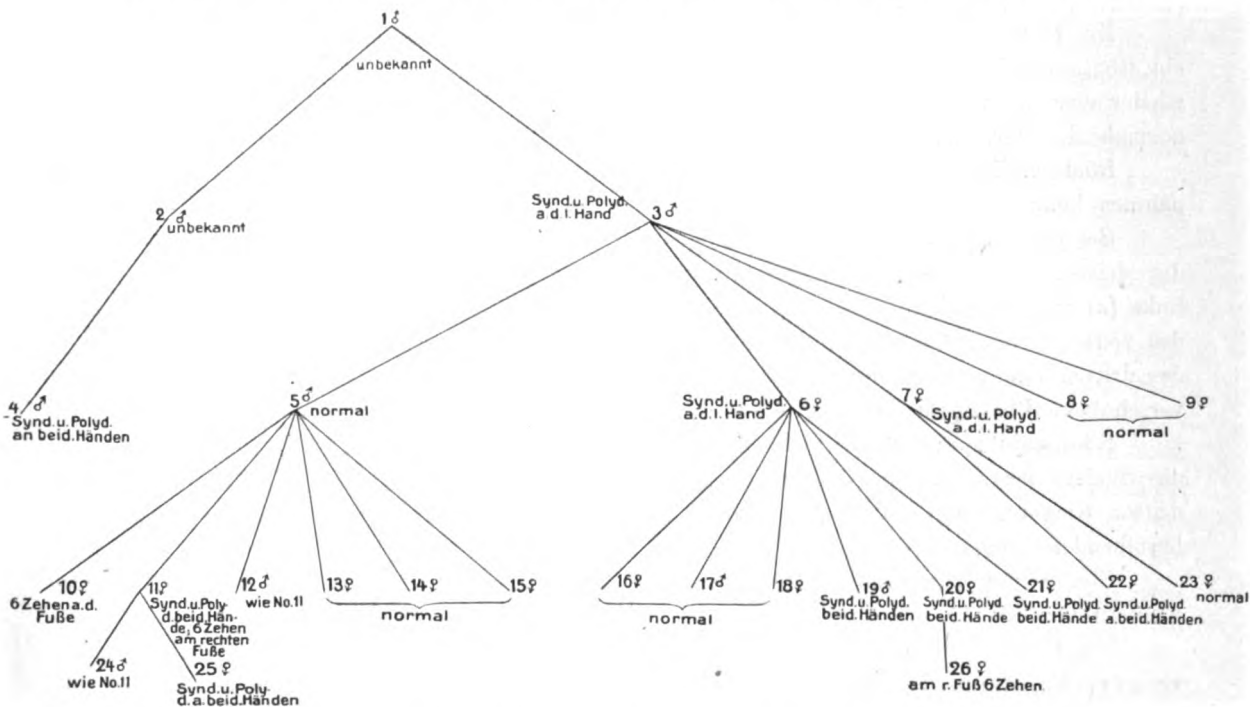 1 ♂
unbekannt
2 ♂
unbekannt
Synd. u. Polyd.
a. d. l. Hand
3 ♂
4 ♂
Synd. u. Polyd.
an beid. Händen
5 ♂
normal
Synd. u. Polyd.
a. d. l. Hand
6 ♀
7 ♀
Synd. u. Polyd.
a. d. l. Hand
8 ♀
9 ♀
normal
10 ♀
6 Zehen a. d.
Fuße
11 ♀
Synd. u. Poly-
d. beid. Hän-
de, 6 Zehen
am rechten
Fuße
12 ♂
wie No. 11
13 ♀
14 ♀
15 ♀
normal
16 ♀
17 ♂
18 ♀
normal
19 ♂
Synd. u. Polyd.
beid. Händen
20 ♀
Synd. u. Polyd.
beid. Hände
21 ♀
Synd. u. Polyd.
beid. Hände
22 ♀
Synd. u. Polyd.
a. beid. Händen
23 ♀
normal
24 ♂
wie No. 11
25 ♀
Synd. u. Poly-
d. a. beid. Händen
26 ♀
am r. Fuß 6 Zehen